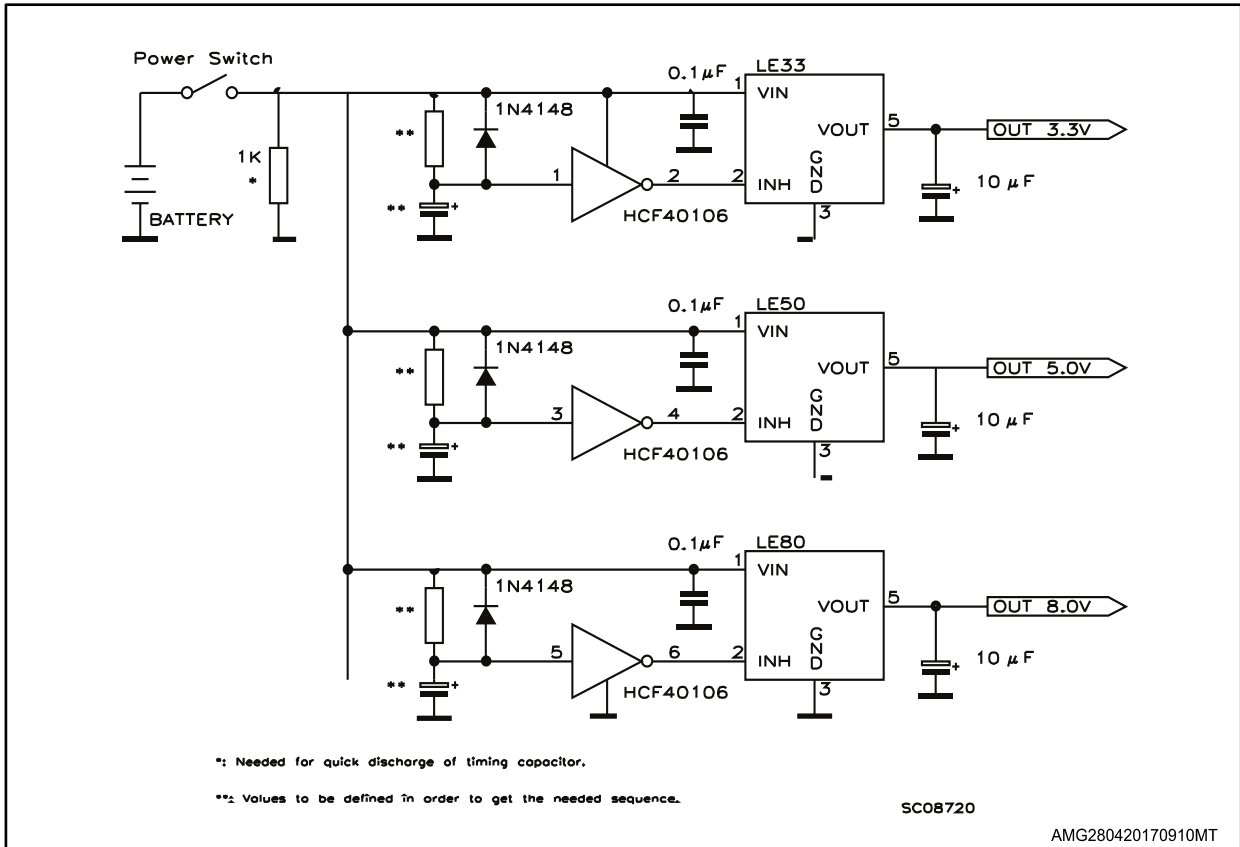 Power Switch
BATTERY
1K
*
**
**
1N4148
0.1µF
1
2
HCF40106
LE33
1
VIN
2
INH
GND
3
VOUT
5
OUT 3.3V
+
+
10 µF
**
**
1N4148
0.1µF
3
4
HCF40106
LE50
1
VIN
2
INH
GND
3
VOUT
5
OUT 5.0V
+
+
10 µF
**
**
1N4148
0.1µF
5
6
HCF40106
LE80
1
VIN
2
INH
GND
3
VOUT
5
OUT 8.0V
+
+
10 µF
*: Needed for quick discharge of timing capacitor.
**: Values to be defined in order to get the needed sequence.
SC08720
AMG280420170910MT